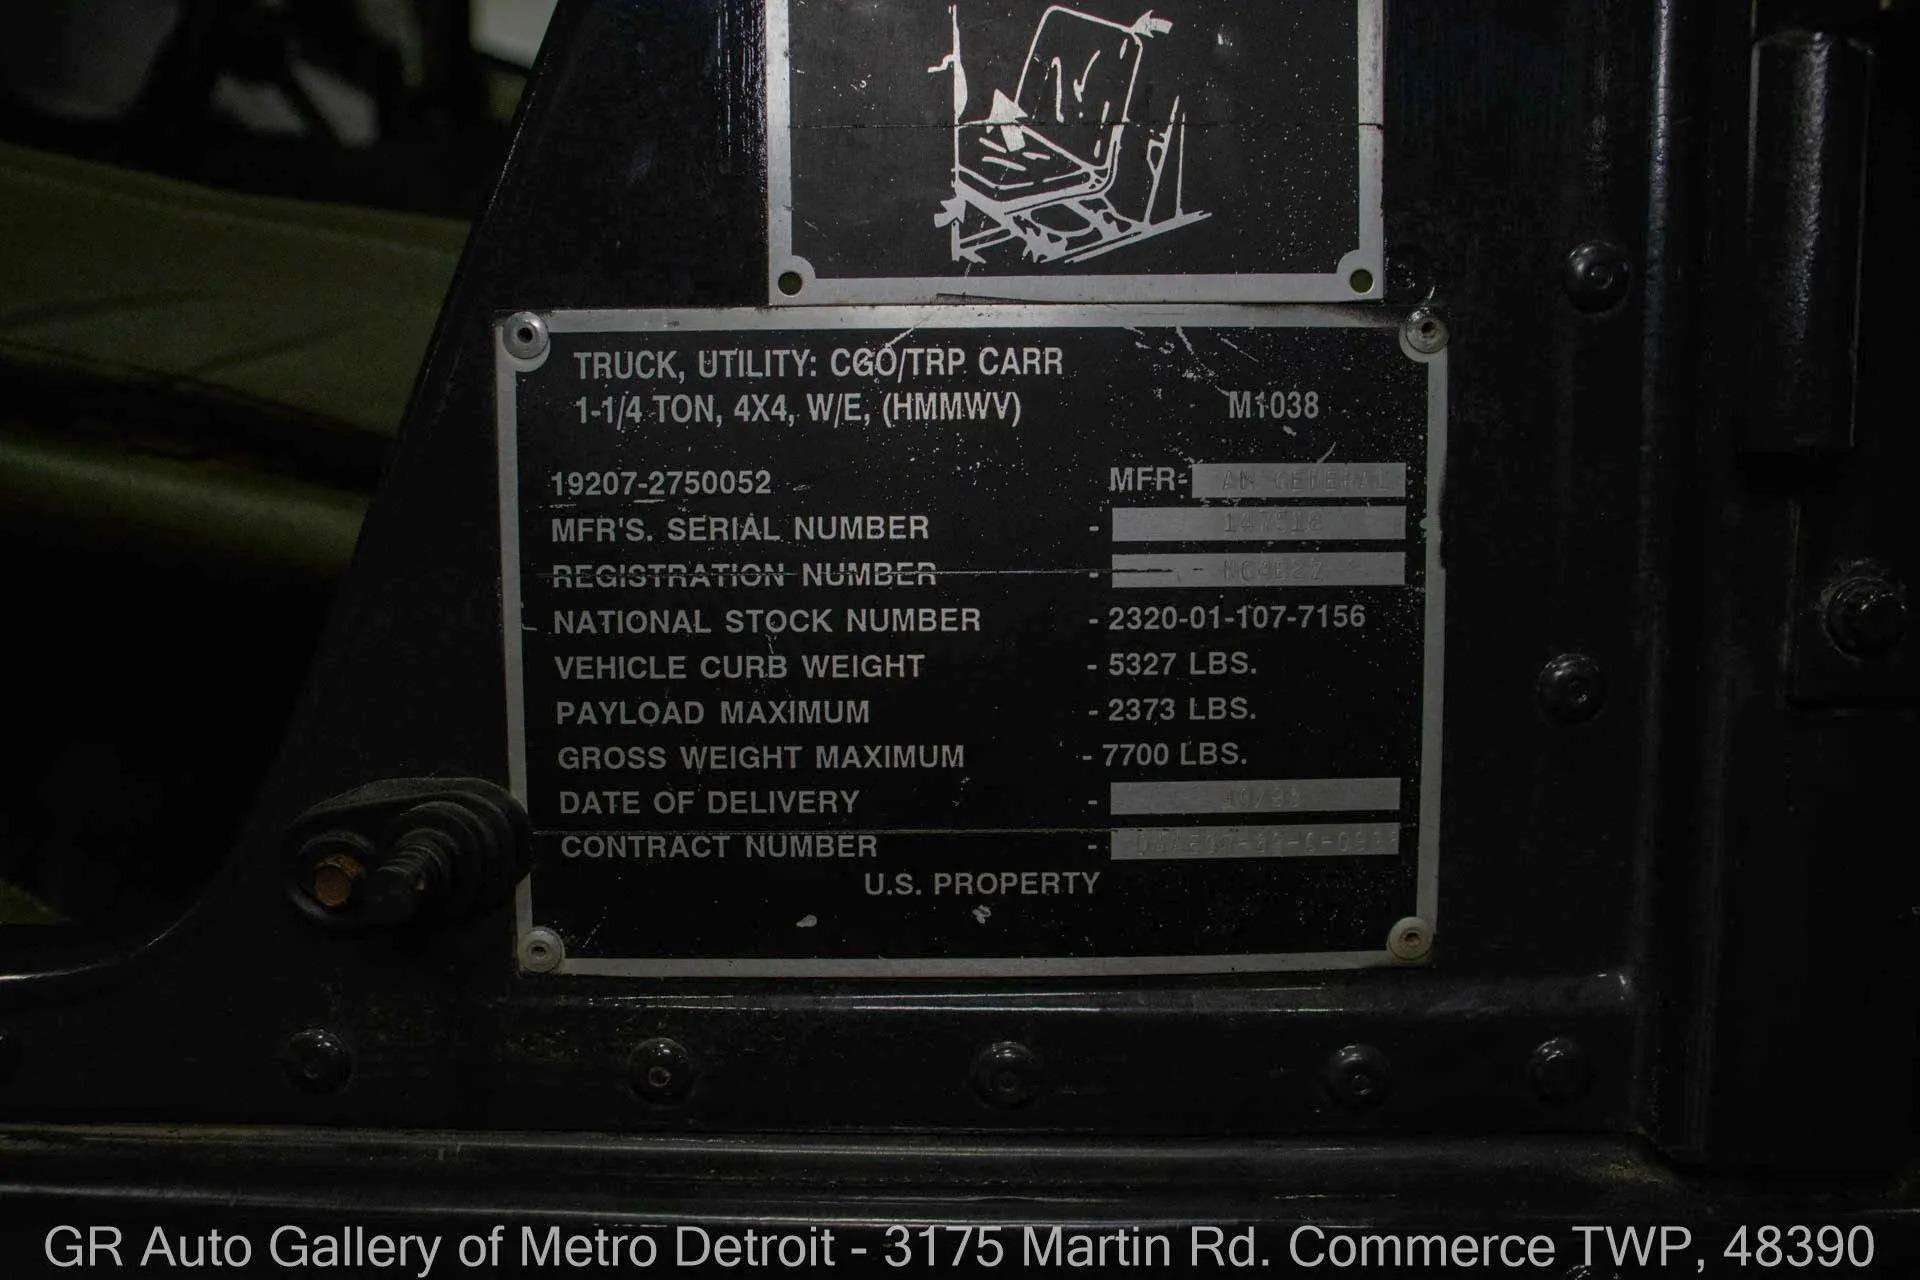 TRUCK, UTILITY: CGO/TRP CARR
1-1/4 TON, 4X4, W/E, (HMMWV) M1038
19207-2750052 MFR- AM GENERAL
MFR'S. SERIAL NUMBER - 147518
REGISTRATION NUMBER -
NATIONAL STOCK NUMBER - 2320-01-107-7156
VEHICLE CURB WEIGHT - 5327 LBS.
PAYLOAD MAXIMUM - 2373 LBS.
GROSS WEIGHT MAXIMUM - 7700 LBS.
DATE OF DELIVERY -
CONTRACT NUMBER -
U.S. PROPERTY
GR Auto Gallery of Metro Detroit - 3175 Martin Rd. Commerce TWP, 48390